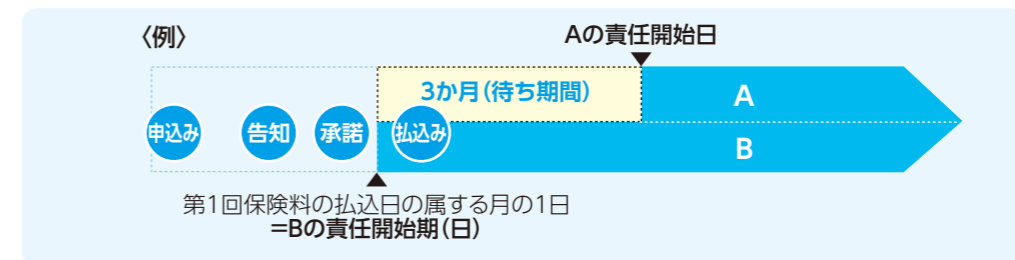 〈例〉
Aの責任開始日
3か月(待ち期間)
A
申込み
告知
承諾
払込み
B
第1回保険料の払込日の属する月の1日
=Bの責任開始期(日)